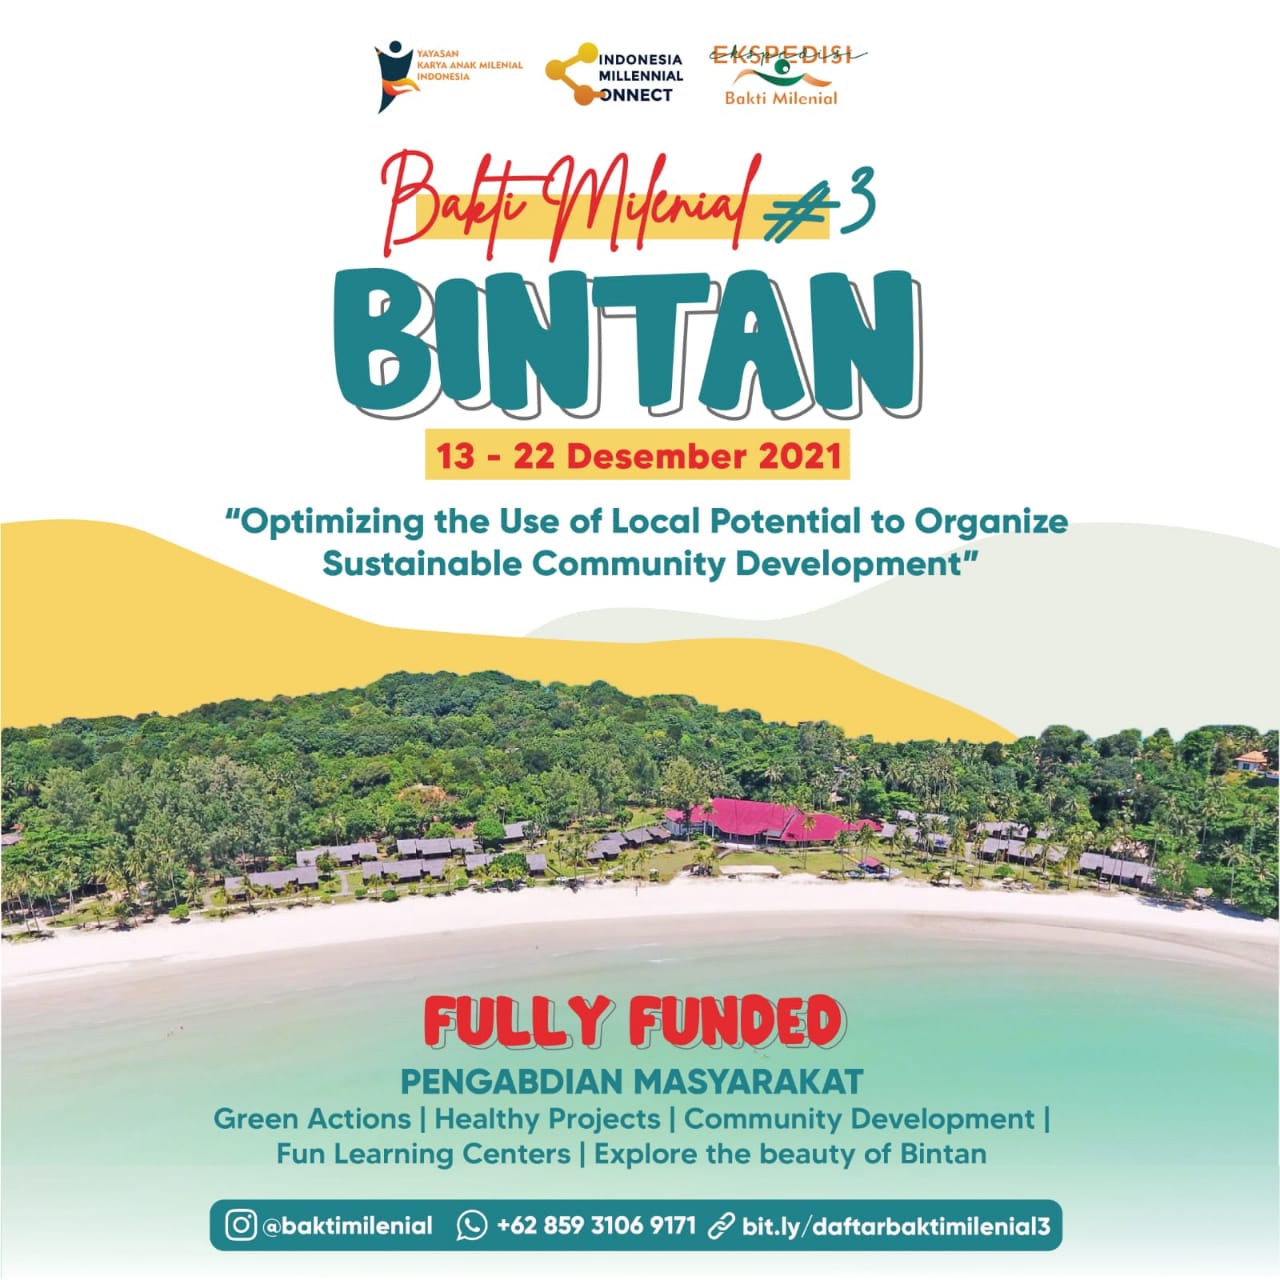 YAYASAN
KARYA ANAK MILENIAL
INDONESIA
INDONESIA
MILLENNIAL
ONNECT
EKSPEDISI
ekspedisi
Bakti Milenial
Bakti Milenial #3
BINTAN
13 - 22 Desember 2021
“Optimizing the Use of Local Potential to Organize
Sustainable Community Development”
FULLY FUNDED
PENGABDIAN MASYARAKAT
Green Actions | Healthy Projects | Community Development |
Fun Learning Centers | Explore the beauty of Bintan
@baktimilenial +62 859 3106 9171 bit.ly/daftarbaktimilenial3